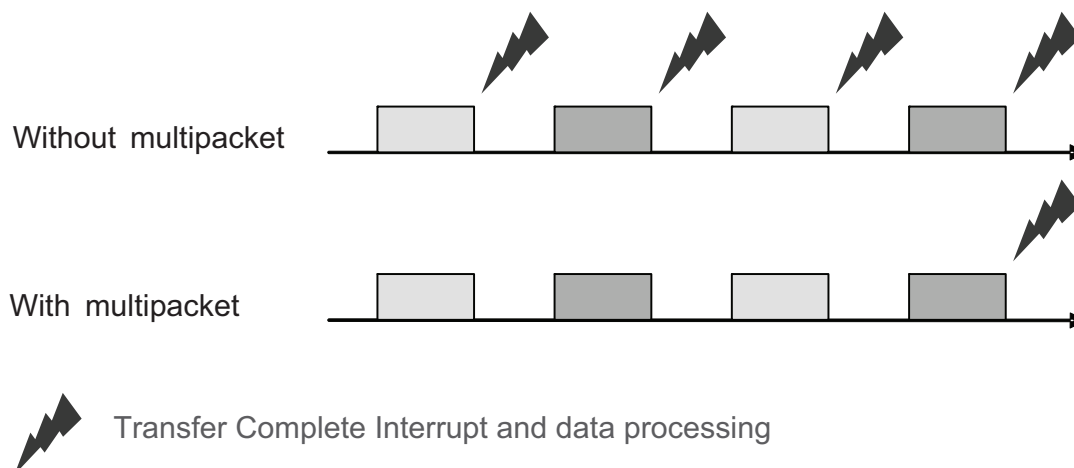 Without multipacket
With multipacket
Transfer Complete Interrupt and data processing